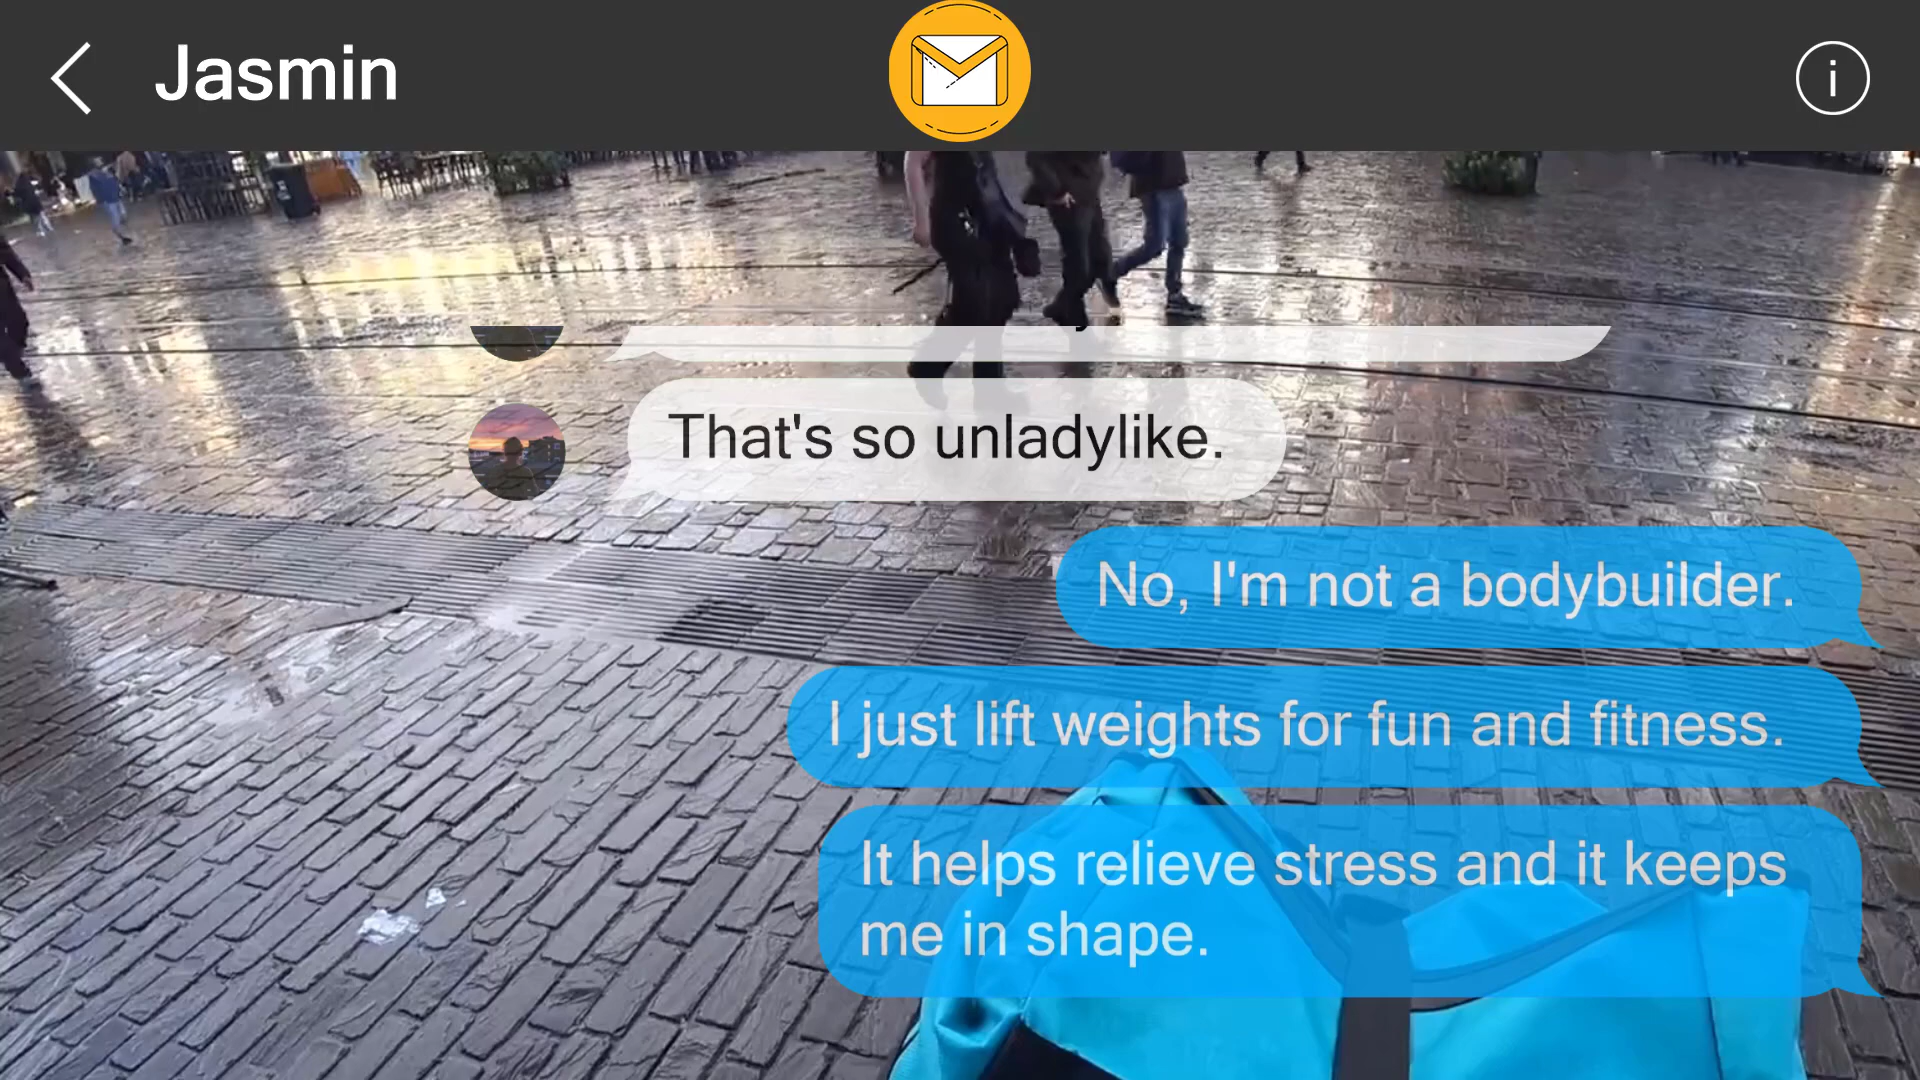 Jasmin
That's so unladylike.
No, I'm not a bodybuilder.
I just lift weights for fun and fitness.
It helps relieve stress and it keeps
me in shape.